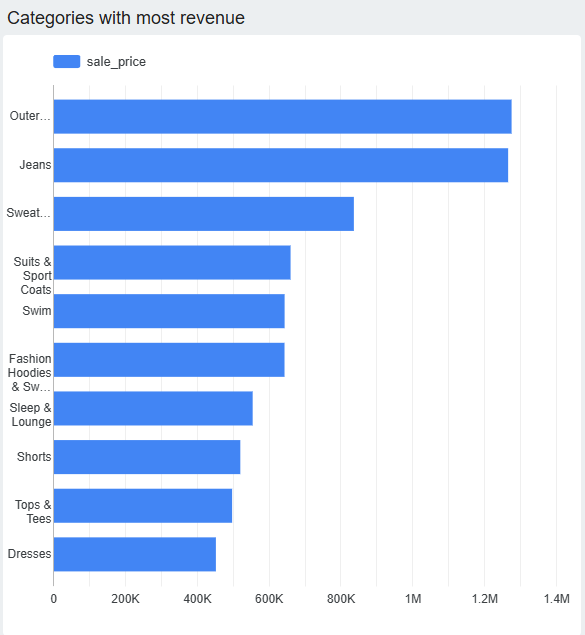 Categories with most revenue
sale_price
Outer...
Jeans
Sweat...
Suits &
Sport
Coats
Swim
Fashion
Hoodies
& Sw...
Sleep &
Lounge
Shorts
Tops &
Tees
Dresses
0 200K 400K 600K 800K 1M 1.2M 1.4M